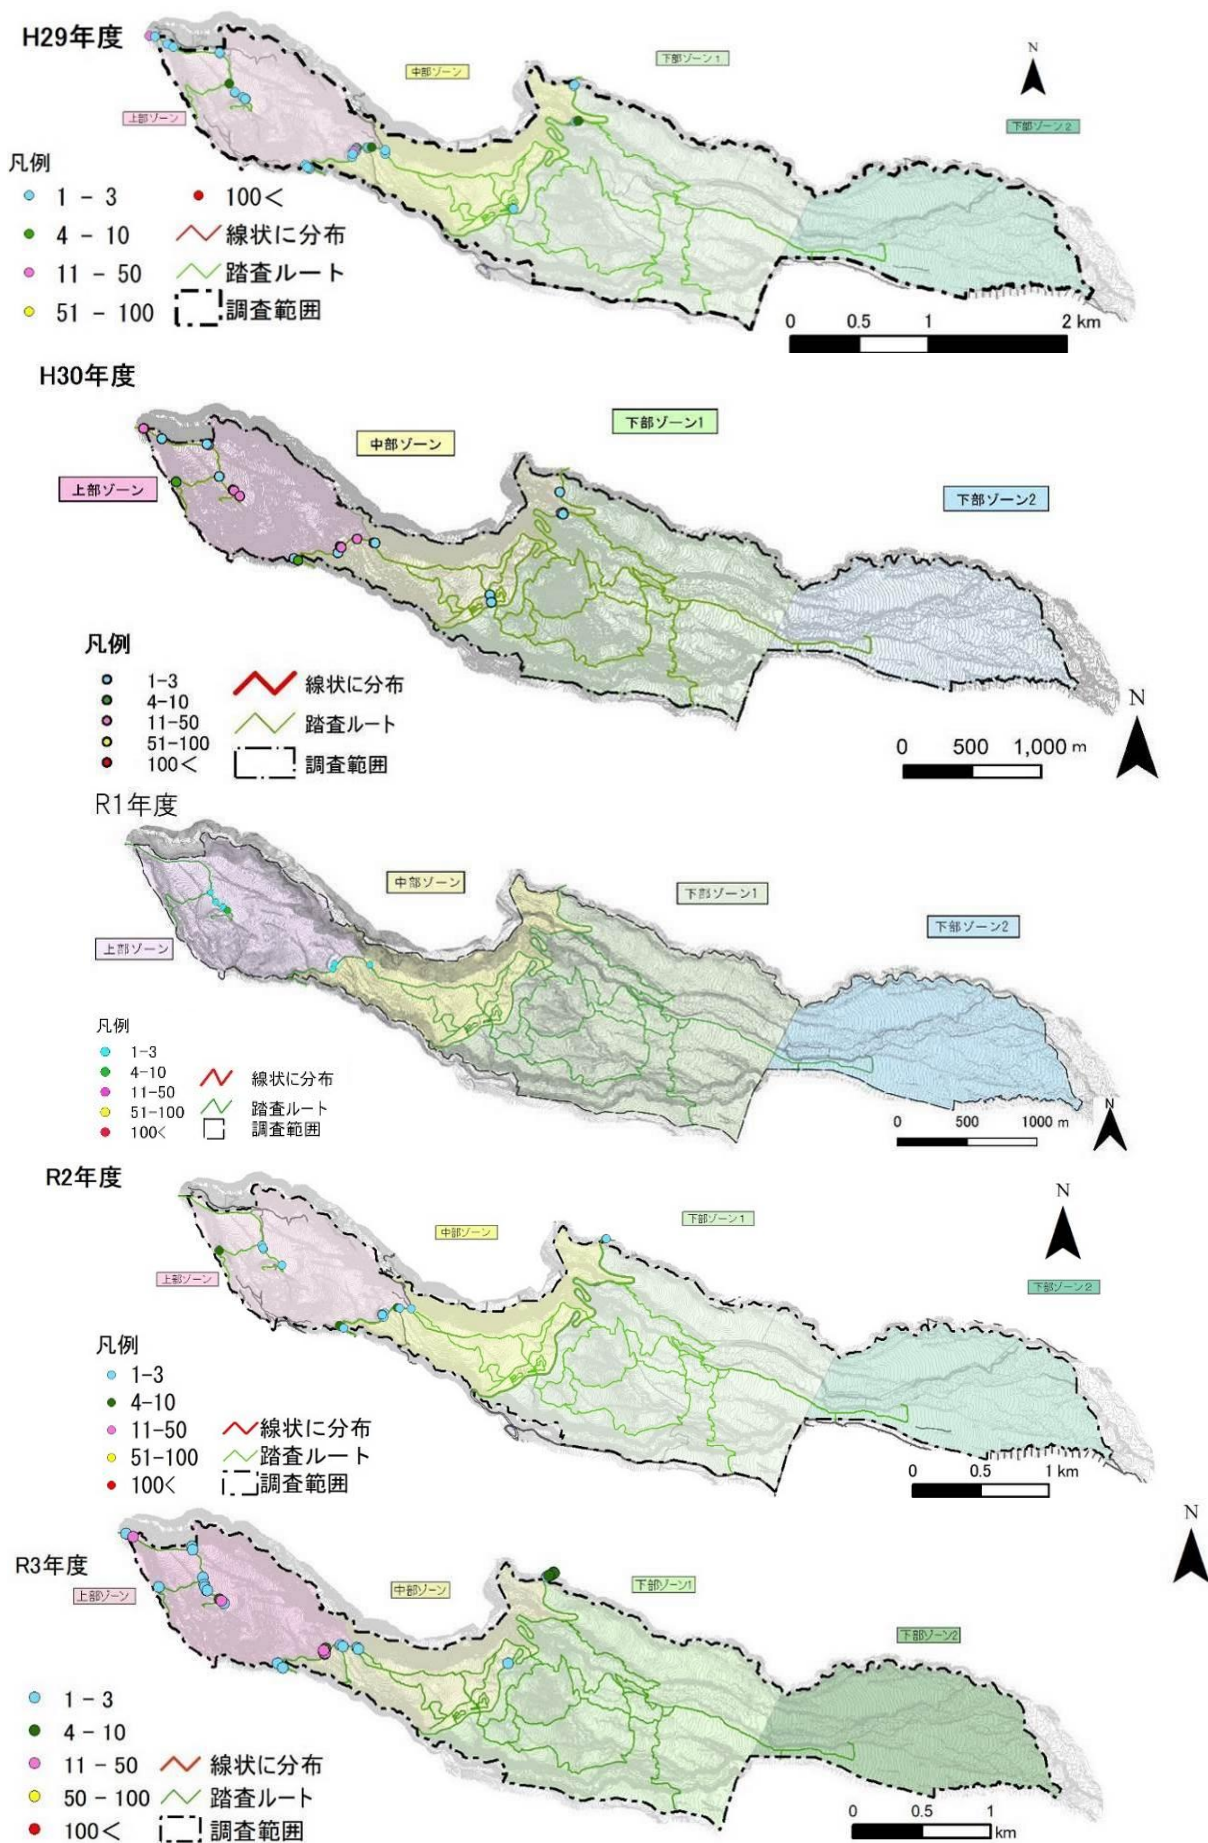 H29年度
N
中部ゾーン
下部ゾーン1
上部ゾーン
下部ゾーン2
凡例
1 - 3
100<
4 - 10
線状に分布
11 - 50
踏査ルート
51 - 100
調査範囲
0 0.5 1 2 km
H30年度
下部ゾーン1
中部ゾーン
上部ゾーン
下部ゾーン2
凡例
1-3
線状に分布
4-10
11-50
踏査ルート
51-100
100<
調査範囲
N
0 500 1,000 m
R1年度
中部ゾーン
下部ゾーン1
下部ゾーン2
上部ゾーン
凡例
1-3
4-10
線状に分布
11-50
51-100
踏査ルート
100<
調査範囲
N
0 500 1000 m
R2年度
N
下部ゾーン1
中部ゾーン
上部ゾーン
下部ゾーン2
凡例
1-3
4-10
11-50
線状に分布
51-100
踏査ルート
100<
調査範囲
0 0.5 1 km
N
R3年度
上部ゾーン
中部ゾーン
下部ゾーン1
下部ゾーン2
1 - 3
4 - 10
11 - 50
線状に分布
50 - 100
踏査ルート
100<
調査範囲
0 0.5 1
km